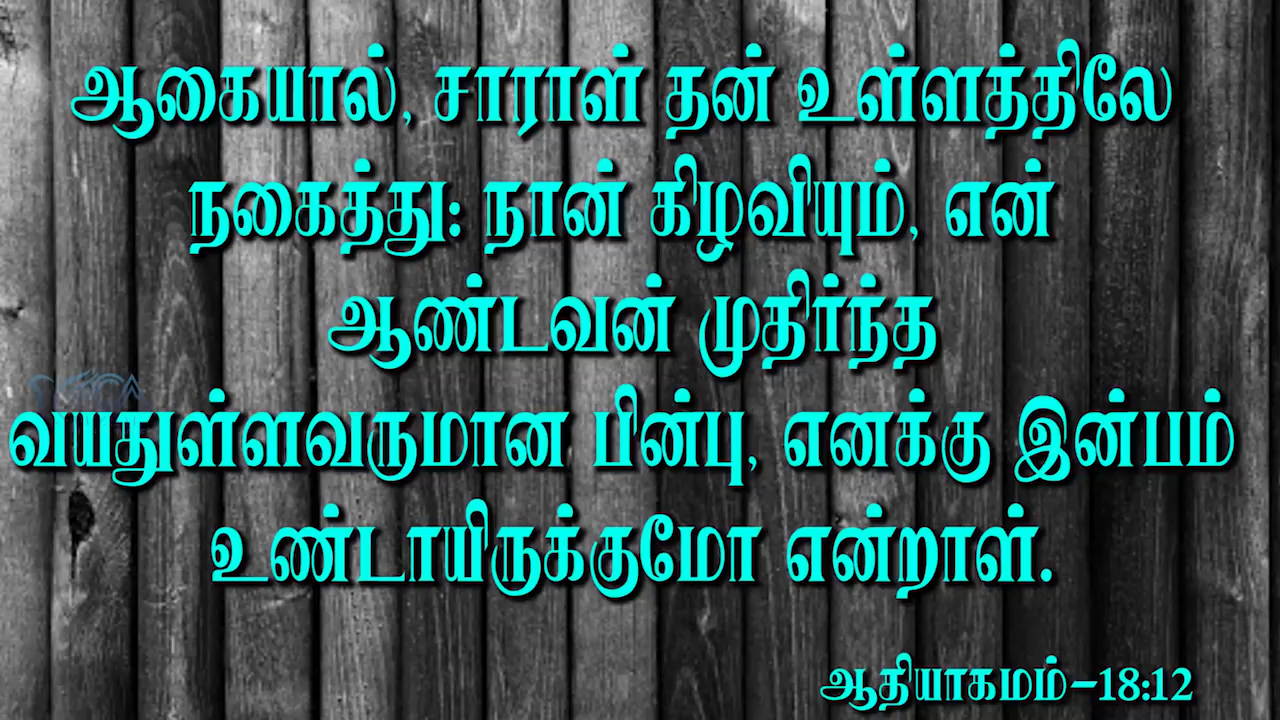 ஆகையால், சாராள் தன் உள்ளத்திலே
நகைத்து: நான் கிழவியும், என்
ஆண்டவன் முதிர்ந்த
வயதுள்ளவருமான பின்பு, எனக்கு இன்பம்
உண்டாயிருக்குமோ என்றாள்.
ஆதியாகமம்-18:12